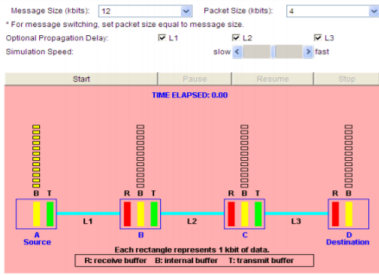 Message Size (kbits): 12 Packet Size (kbits): 4
* For message switching, set packet size equal to message size.
Optional Propagation Delay: L1 L2 L3
Simulation Speed: slow < > fast
Start Pause Resume Stop
TIME ELAPSED: 0.00
B T R B T R B T R B
L1 L2 L3
A B C D
Source Destination
Each rectangle represents 1 kbit of data.
R: receive buffer B: internal buffer T: transmit buffer